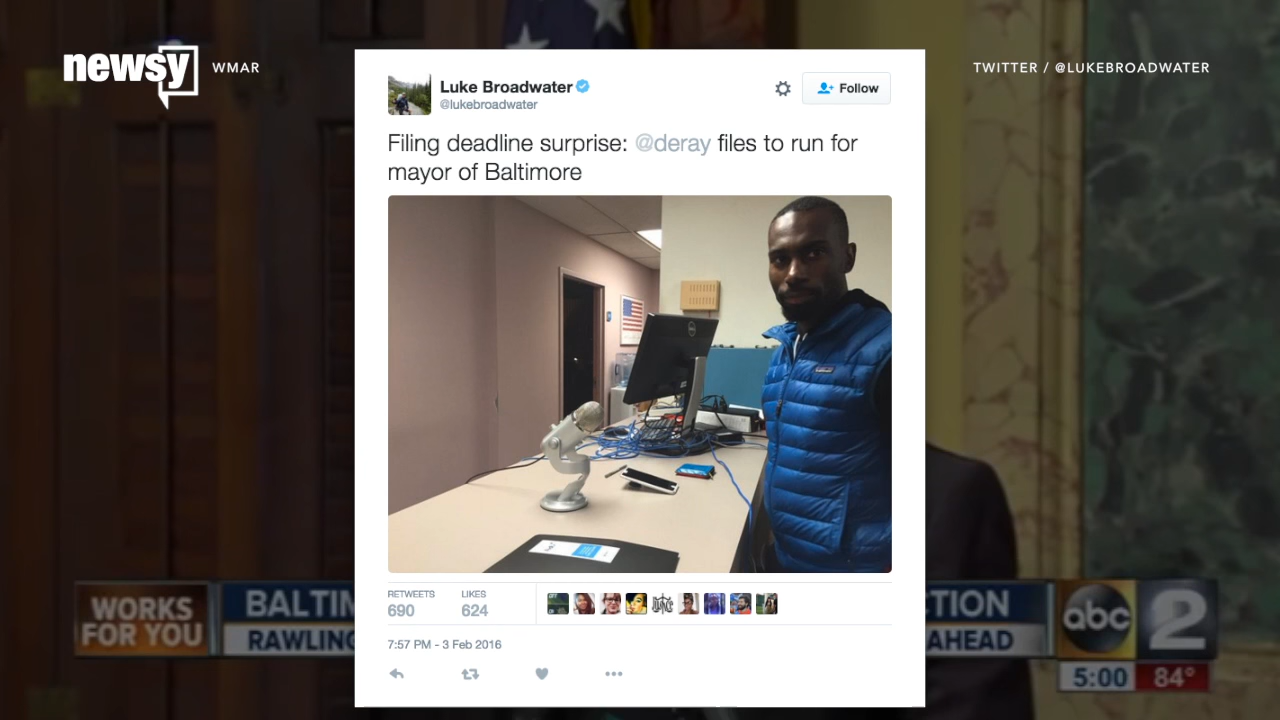 newsy WMAR
TWITTER / @LUKEBROADWATER
Luke Broadwater
@lukebroadwater
Follow
Filing deadline surprise: @deray files to run for
mayor of Baltimore
RETWEETS LIKES
690 624
7:57 PM - 3 Feb 2016
WORKS
FOR YOU
BALTIM
RAWLING
TION
AHEAD
abc 2
5:00 84°